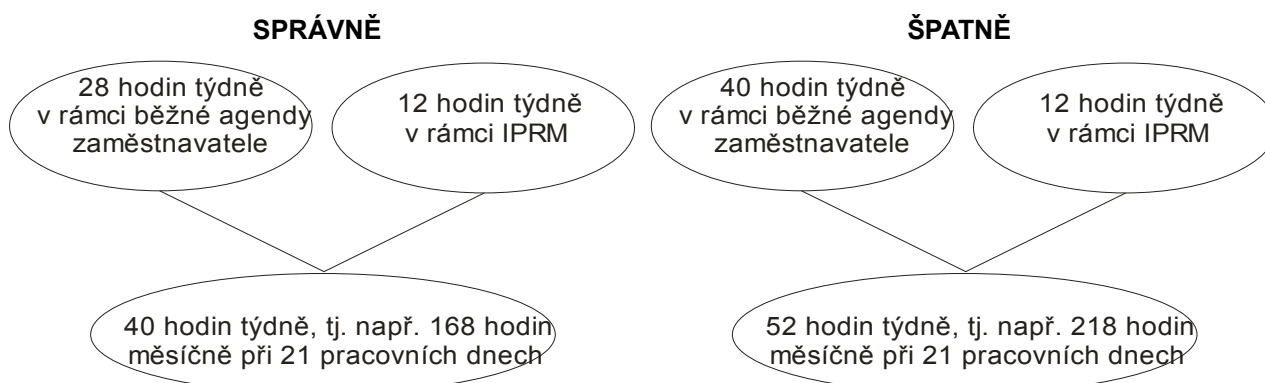 SPRÁVNĚ
28 hodin týdně
v rámci běžné agendy
zaměstnavatele
12 hodin týdně
v rámci IPRM
40 hodin týdně, tj. např. 168 hodin
měsíčně při 21 pracovních dnech
ŠPATNĚ
40 hodin týdně
v rámci běžné agendy
zaměstnavatele
12 hodin týdně
v rámci IPRM
52 hodin týdně, tj. např. 218 hodin
měsíčně při 21 pracovních dnech